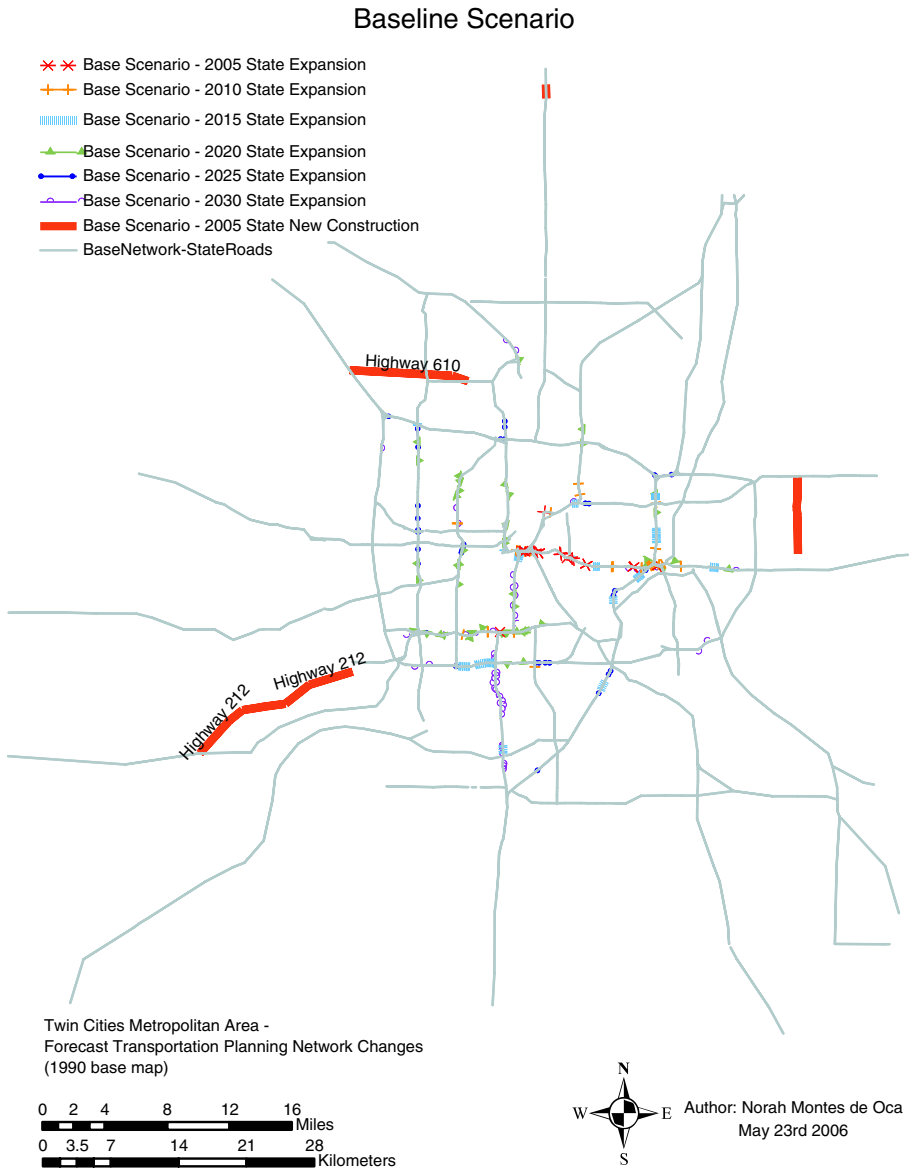 Baseline Scenario
Base Scenario - 2005 State Expansion
Base Scenario - 2010 State Expansion
Base Scenario - 2015 State Expansion
Base Scenario - 2020 State Expansion
Base Scenario - 2025 State Expansion
Base Scenario - 2030 State Expansion
Base Scenario - 2005 State New Construction
BaseNetwork-StateRoads
Highway 610
Highway 212
Highway 212
Twin Cities Metropolitan Area -
Forecast Transportation Planning Network Changes
(1990 base map)
0 2 4 8 12 16
Miles
0 3.5 7 14 21 28
Kilometers
N
W E
S
Author: Norah Montes de Oca
May 23rd 2006